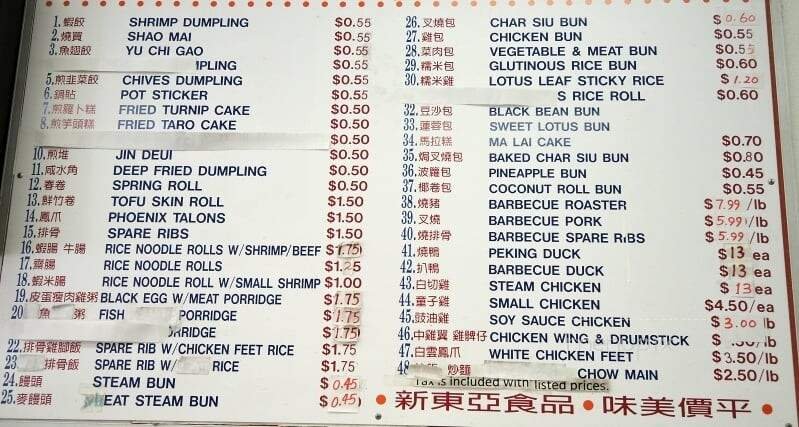 1. 蝦餃 SHRIMP DUMPLING $0.55
2. 燒買 SHAO MAI $0.55
3. 魚翅餃 YU CHI GAO $0.55
IPLING $0.55
5. 煎韭菜餃 CHIVES DUMPLING $0.55
6. 鍋貼 POT STICKER $0.55
7. 煎蘿卜糕 FRIED TURNIP CAKE $0.50
8. 煎芋頭糕 FRIED TARO CAKE $0.50
$0.50
10. 煎堆 JIN DEUI $0.50
11. 咸水角 DEEP FRIED DUMPLING $0.50
12. 春卷 SPRING ROLL $0.50
13. 鮮竹卷 TOFU SKIN ROLL $1.50
14. 鳳爪 PHOENIX TALONS $1.50
15. 排骨 SPARE RIBS $1.50
16. 蝦腸 牛腸 RICE NOODLE ROLLS W/SHRIMP/BEEF $1.75
17. 齋腸 RICE NOODLE ROLLS $1.25
18. 蝦米腸 RICE NOODLE ROLL W/SMALL SHRIMP $1.00
19. 皮蛋瘦肉雞粥 BLACK EGG W/MEAT PORRIDGE $1.75
20 魚 粥 FISH PORRIDGE $1.75
RRIDGE $1.75
22. 排骨雞腳飯 SPARE RIB W/CHICKEN FEET RICE $1.75
23 排骨飯 SPARE RIB W/ RICE $1.75
24. 饅頭 STEAM BUN $0.45
25. 麥饅頭 EAT STEAM BUN $0.45
26. 叉燒包 CHAR SIU BUN $0.60
27. 雞包 CHICKEN BUN $0.55
28. 菜肉包 VEGETABLE & MEAT BUN $0.55
29. 糯米包 GLUTINOUS RICE BUN $0.60
30. 糯米雞 LOTUS LEAF STICKY RICE $1.20
S RICE ROLL $0.60
32. 豆沙包 BLACK BEAN BUN
33. 蓮蓉包 SWEET LOTUS BUN
34. 馬拉糕 MA LAI CAKE $0.70
35. 焗叉燒包 BAKED CHAR SIU BUN $0.80
36. 波蘿包 PINEAPPLE BUN $0.45
37. 椰卷包 COCONUT ROLL BUN $0.55
38. 燒豬 BARBECUE ROASTER $7.99/lb
39. 叉燒 BARBECUE PORK $5.99/lb
40. 燒排骨 BARBECUE SPARE RIBS $5.99/lb
41. 燒鴨 PEKING DUCK $13 ea
42. 扒鴨 BARBECUE DUCK $13 ea
43. 白切雞 STEAM CHICKEN $13 ea
44. 童子雞 SMALL CHICKEN $4.50/ea
45. 豉油雞 SOY SAUCE CHICKEN $3.00 lb
46. 中雞翼 雞髀仔 CHICKEN WING & DRUMSTICK $ /lb
47. 白雲鳳爪 WHITE CHICKEN FEET $3.50/lb
48 炒麵 CHOW MAIN $2.50/lb
Tax is included with listed prices.
新東亞食品 • 味美價平 •